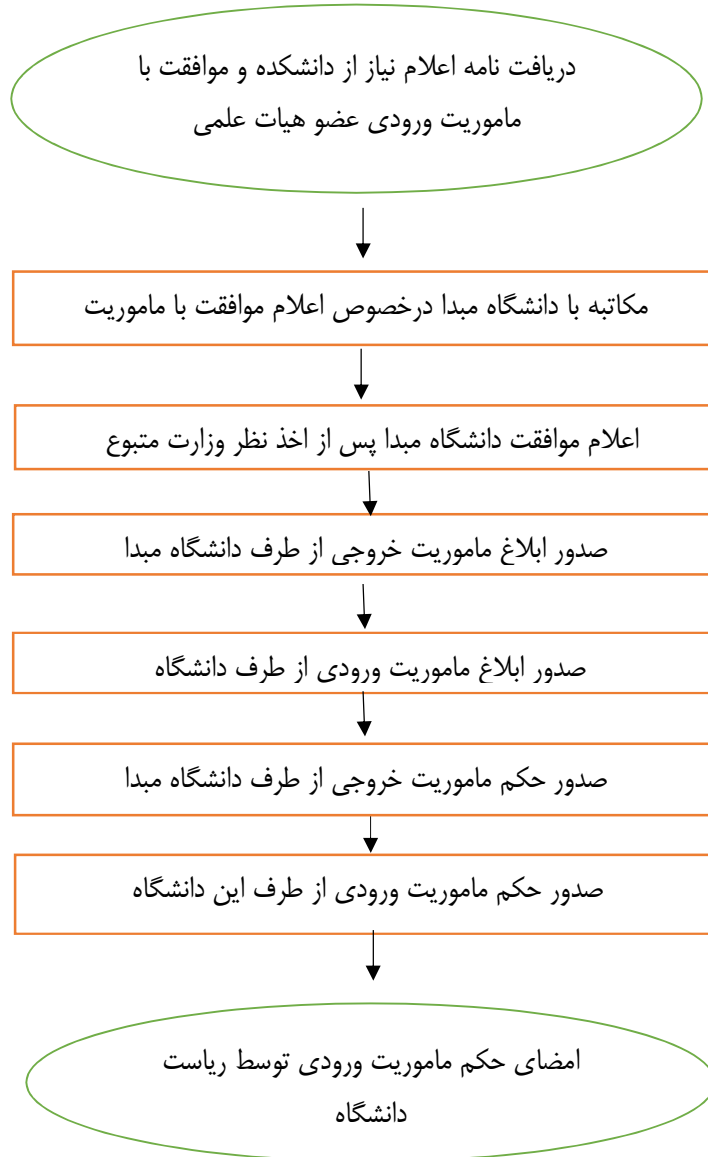 دریافت نامه اعلام نیاز از دانشکده و موافقت با
ماموریت ورودی عضو هیات علمی
مکاتبه با دانشگاه مبدا درخصوص اعلام موافقت با ماموریت
اعلام موافقت دانشگاه مبدا پس از اخذ نظر وزارت متبوع
صدور ابلاغ ماموریت خروجی از طرف دانشگاه مبدا
صدور ابلاغ ماموریت ورودی از طرف دانشگاه
صدور حکم ماموریت خروجی از طرف دانشگاه مبدا
صدور حکم ماموریت ورودی از طرف این دانشگاه
امضای حکم ماموریت ورودی توسط ریاست
دانشگاه